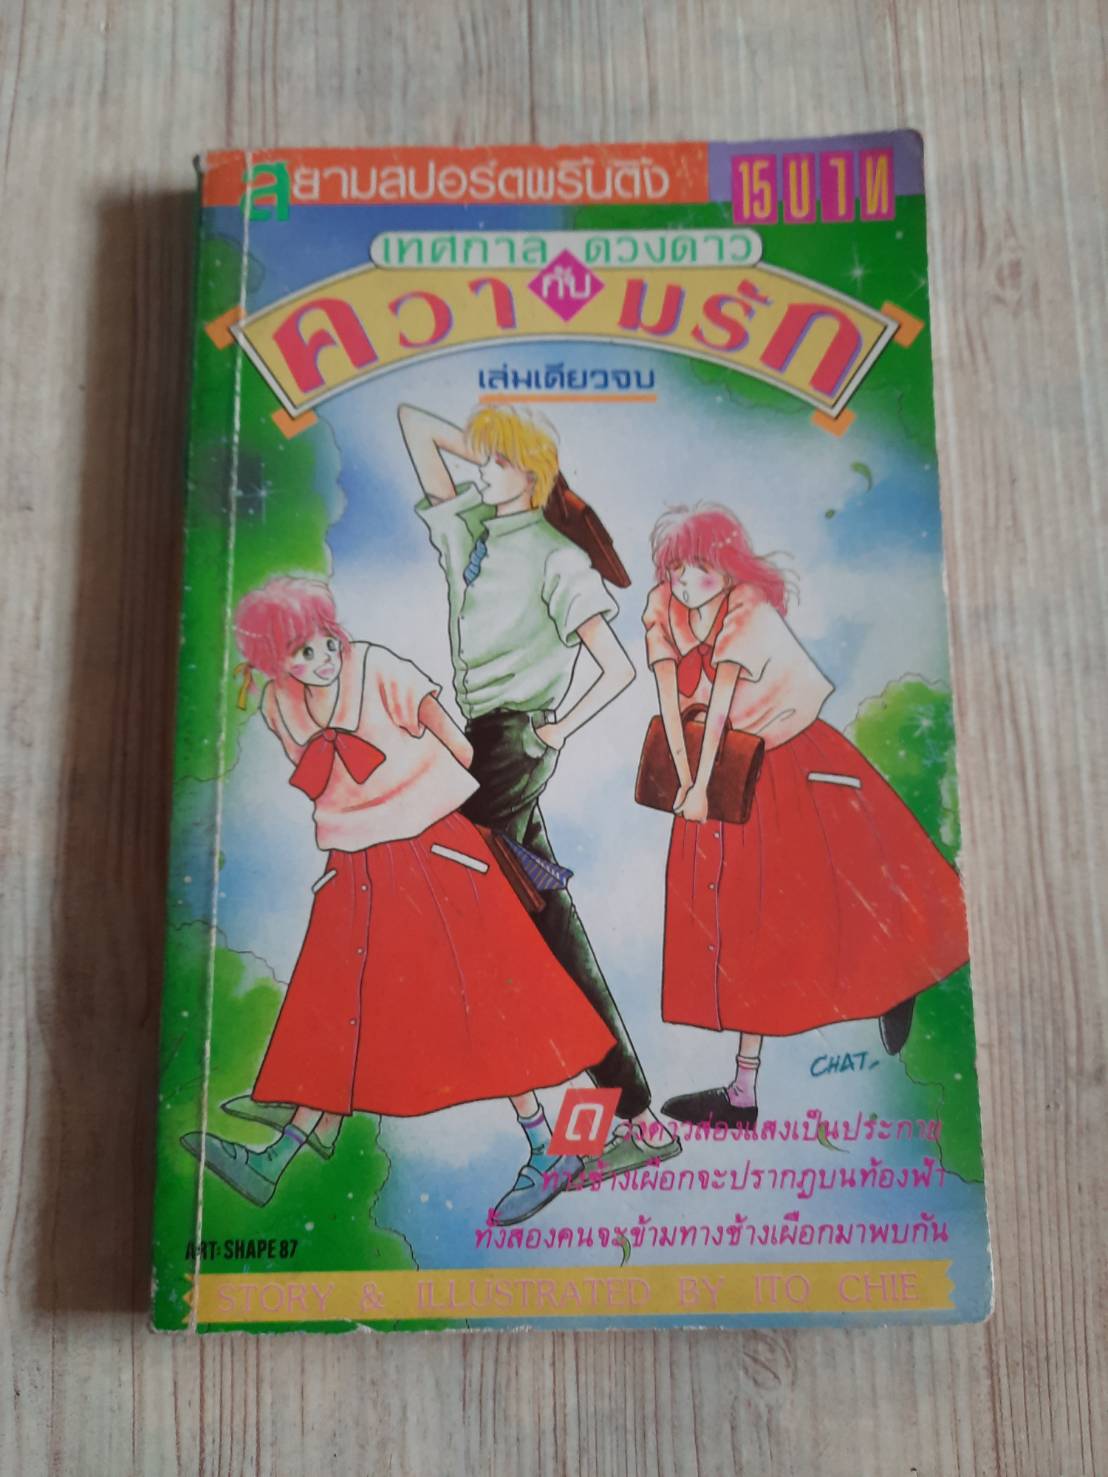 สยามสปอร์ตพริ้นติ้ง
15 บาท
เทศกาล ดวงดาว
กับ
ความรัก
เล่มเดียวจบ
CHAT
ดวงดาวส่องแสงเป็นประกาย
ทางช้างเผือกจะปรากฏบนท้องฟ้า
ทั้งสองคนจะข้ามทางช้างเผือกมาพบกัน
ART:SHAPE 87
STORY & ILLUSTRATED BY ITO CHIE